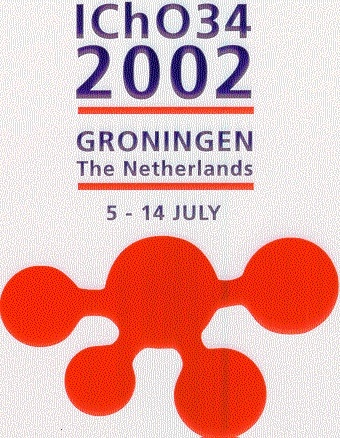 IChO34
2002
GRONINGEN
The Netherlands
5 - 14 JULY